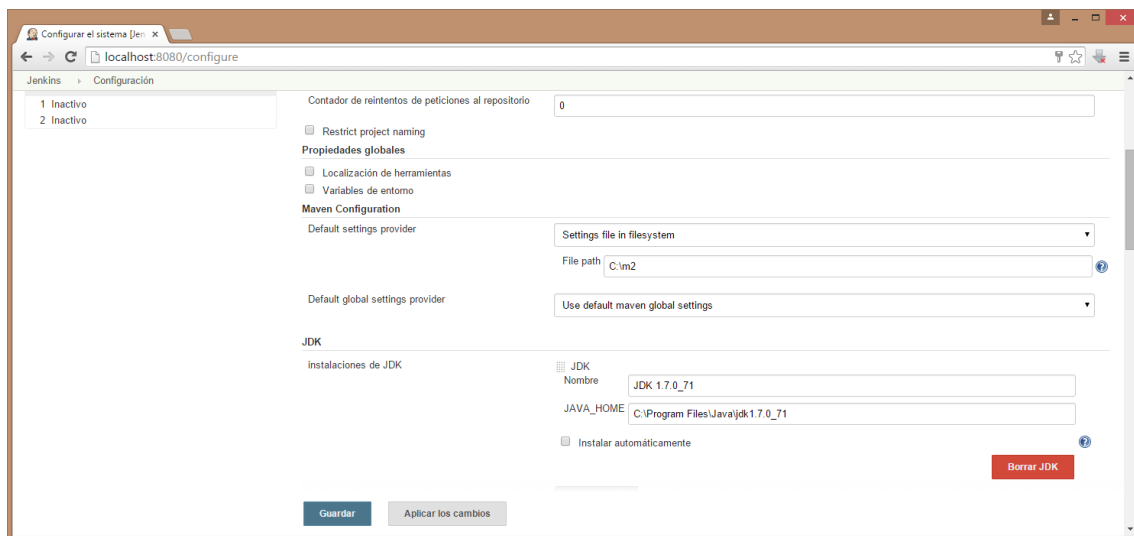 Configurar el sistema [Jen
localhost:8080/configure
Jenkins Configuración
1 Inactivo
2 Inactivo
Contador de reintentos de peticiones al repositorio
0
Restrict project naming
Propiedades globales
Localización de herramientas
Variables de entorno
Maven Configuration
Default settings provider
Settings file in filesystem
File path
C:\m2
Default global settings provider
Use default maven global settings
JDK
instalaciones de JDK
JDK
Nombre
JDK 1.7.0_71
JAVA_HOME
C:\Program Files\Java\jdk1.7.0_71
Instalar automáticamente
Borrar JDK
Guardar
Aplicar los cambios